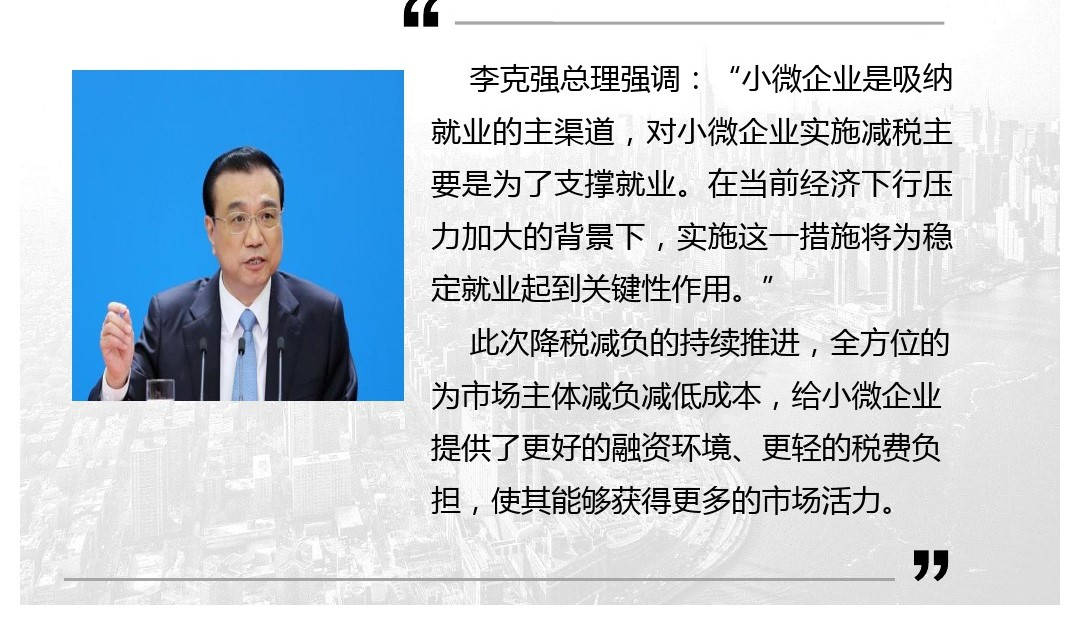 李克强总理强调：“小微企业是吸纳
就业的主渠道，对小微企业实施减税主
要是为了支撑就业。在当前经济下行压
力加大的背景下，实施这一措施将为稳
定就业起到关键性作用。”
此次降税减负的持续推进，全方位的
为市场主体减负减低成本，给小微企业
提供了更好的融资环境、更轻的税费负
担，使其能够获得更多的市场活力。